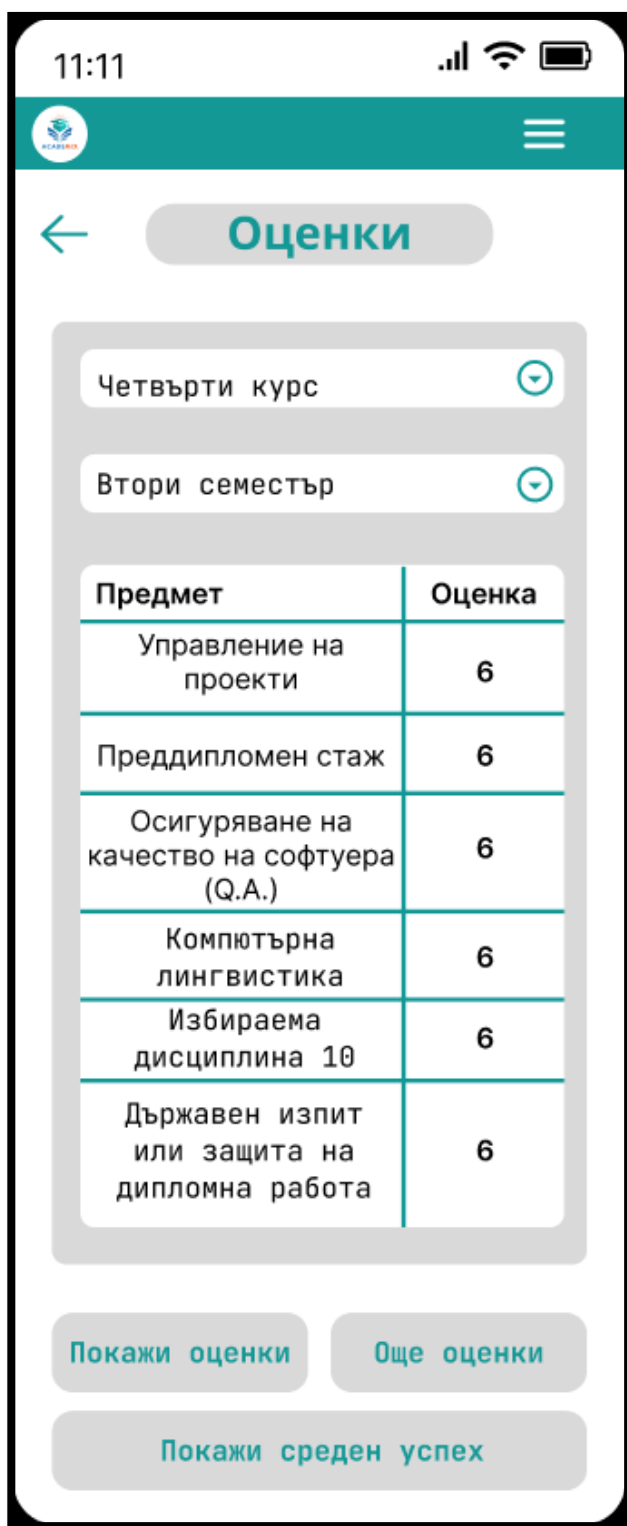 11:11
ACADEMIX
Оценки
Четвърти курс
Втори семестър
Предмет
Оценка
Управление на
проекти
6
Преддипломен стаж
6
Осигуряване на
качество на софтуера
(Q.A.)
6
Компютърна
лингвистика
6
Избираема
дисциплина 10
6
Държавен изпит
или защита на
дипломна работа
6
Покажи оценки
Още оценки
Покажи среден успех